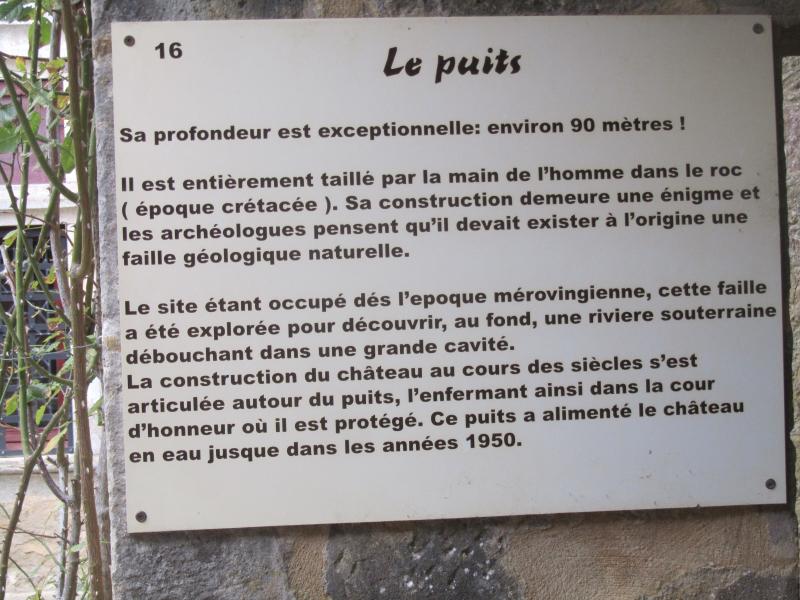 16
Le puits
Sa profondeur est exceptionnelle: environ 90 mètres !
Il est entièrement taillé par la main de l'homme dans le roc
( époque crétacée ). Sa construction demeure une énigme et
les archéologues pensent qu'il devait exister à l'origine une
faille géologique naturelle.
Le site étant occupé dés l'epoque mérovingienne, cette faille
a été explorée pour découvrir, au fond, une riviere souterraine
débouchant dans une grande cavité.
La construction du château au cours des siècles s'est
articulée autour du puits, l'enfermant ainsi dans la cour
d'honneur où il est protégé. Ce puits a alimenté le château
en eau jusque dans les années 1950.